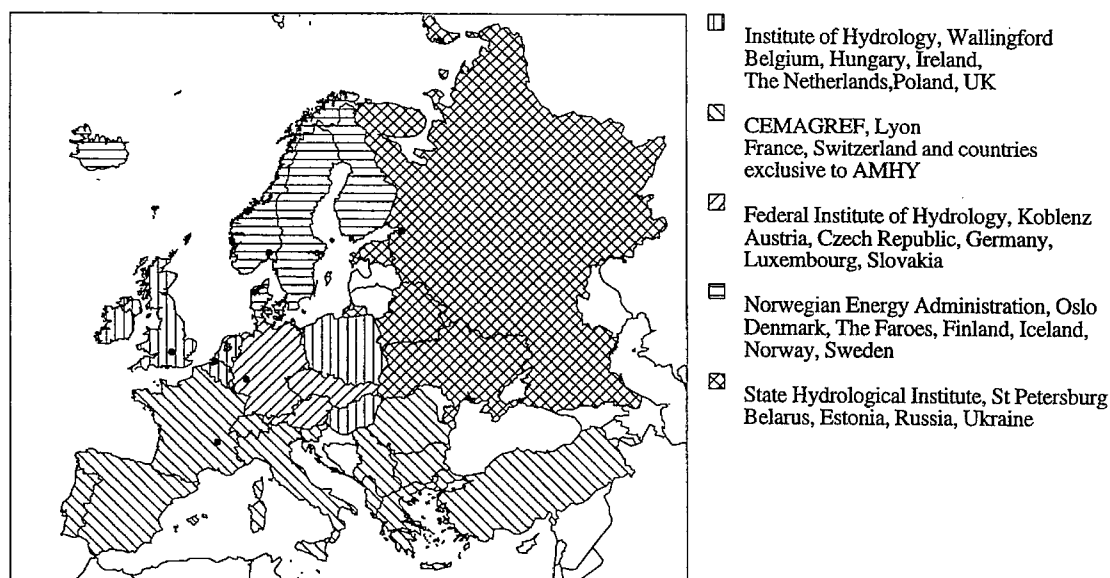 Institute of Hydrology, Wallingford
Belgium, Hungary, Ireland,
The Netherlands,Poland, UK
CEMAGREF, Lyon
France, Switzerland and countries
exclusive to AMHY
Federal Institute of Hydrology, Koblenz
Austria, Czech Republic, Germany,
Luxembourg, Slovakia
Norwegian Energy Administration, Oslo
Denmark, The Faroes, Finland, Iceland,
Norway, Sweden
State Hydrological Institute, St Petersburg
Belarus, Estonia, Russia, Ukraine